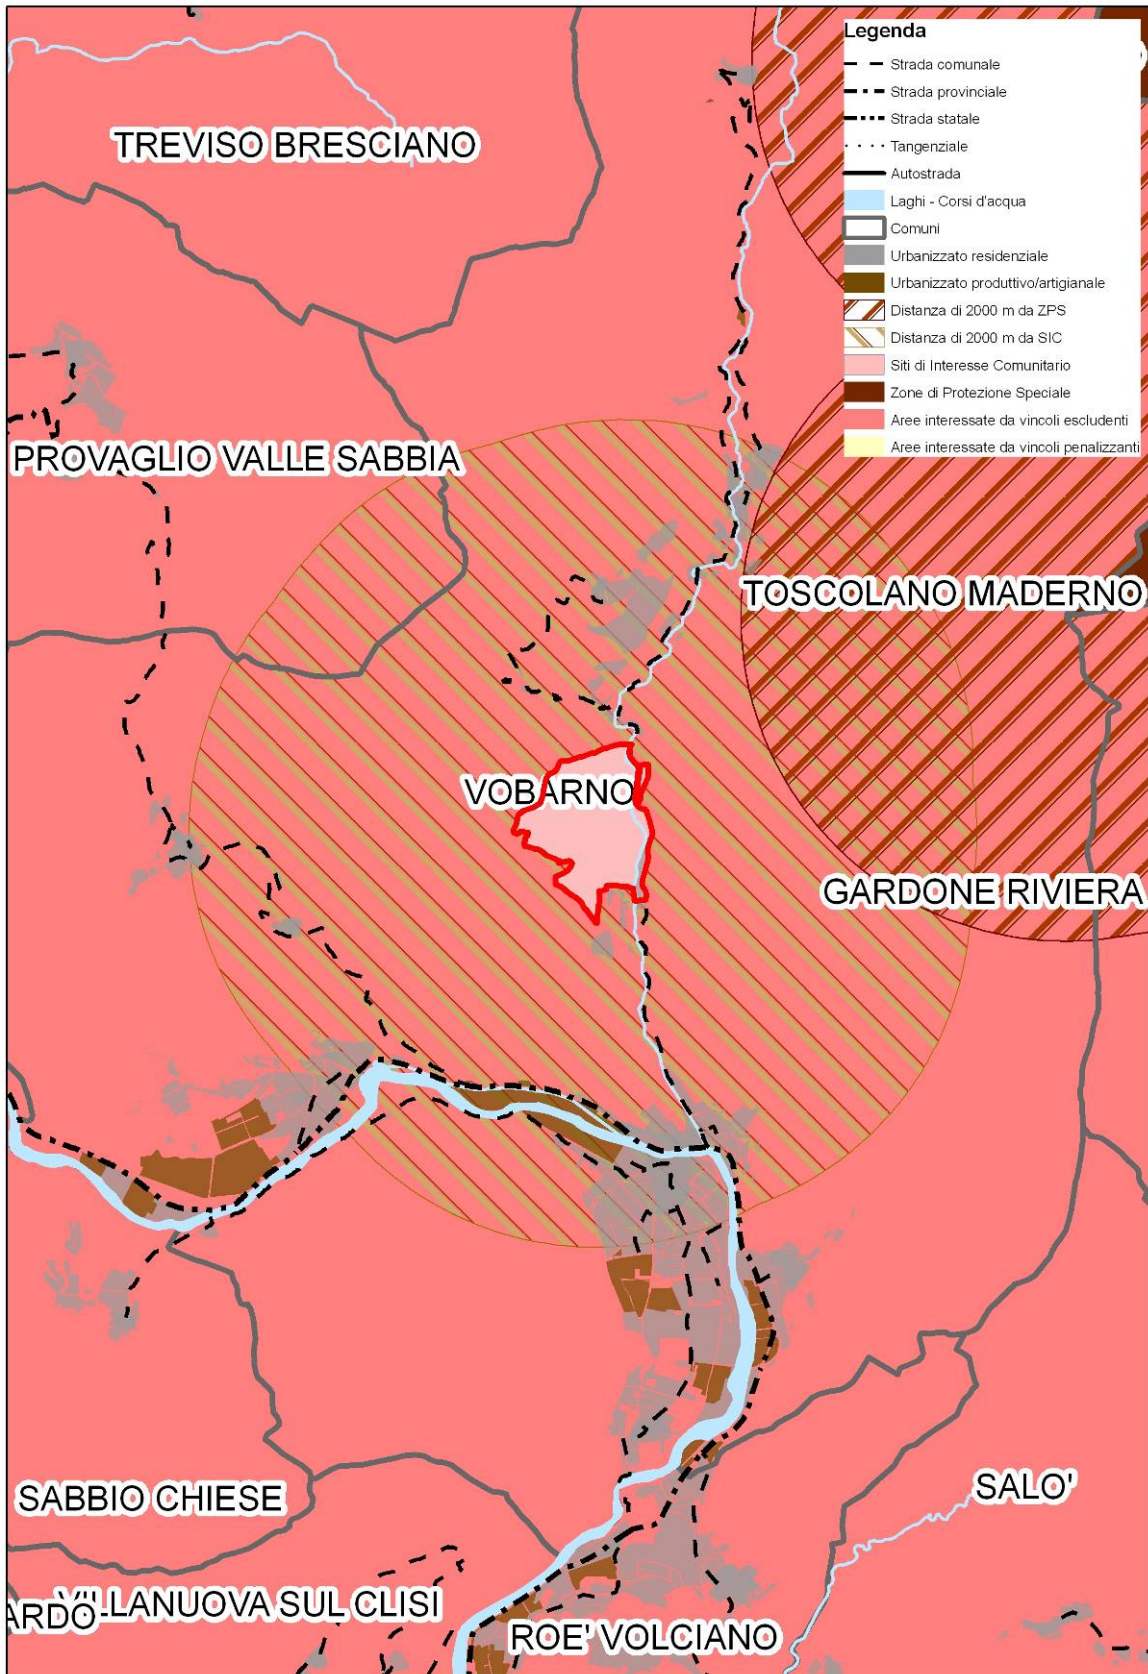 Legenda
Strada comunale
Strada provinciale
Strada statale
Tangenziale
Autostrada
Laghi - Corsi d'acqua
Comuni
Urbanizzato residenziale
Urbanizzato produttivo/artigianale
Distanza di 2000 m da ZPS
Distanza di 2000 m da SIC
Siti di Interesse Comunitario
Zone di Protezione Speciale
Aree interessate da vincoli escludenti
Aree interessate da vincoli penalizzanti
TREVISO BRESCIANO
PROVAGLIO VALLE SABBIA
TOSCOLANO MADERNO
VOBARNO
GARDONE RIVIERA
SABBIO CHIESE
SALO'
ARDO
VILLANUOVA SUL CLISI
ROE' VOLCIANO